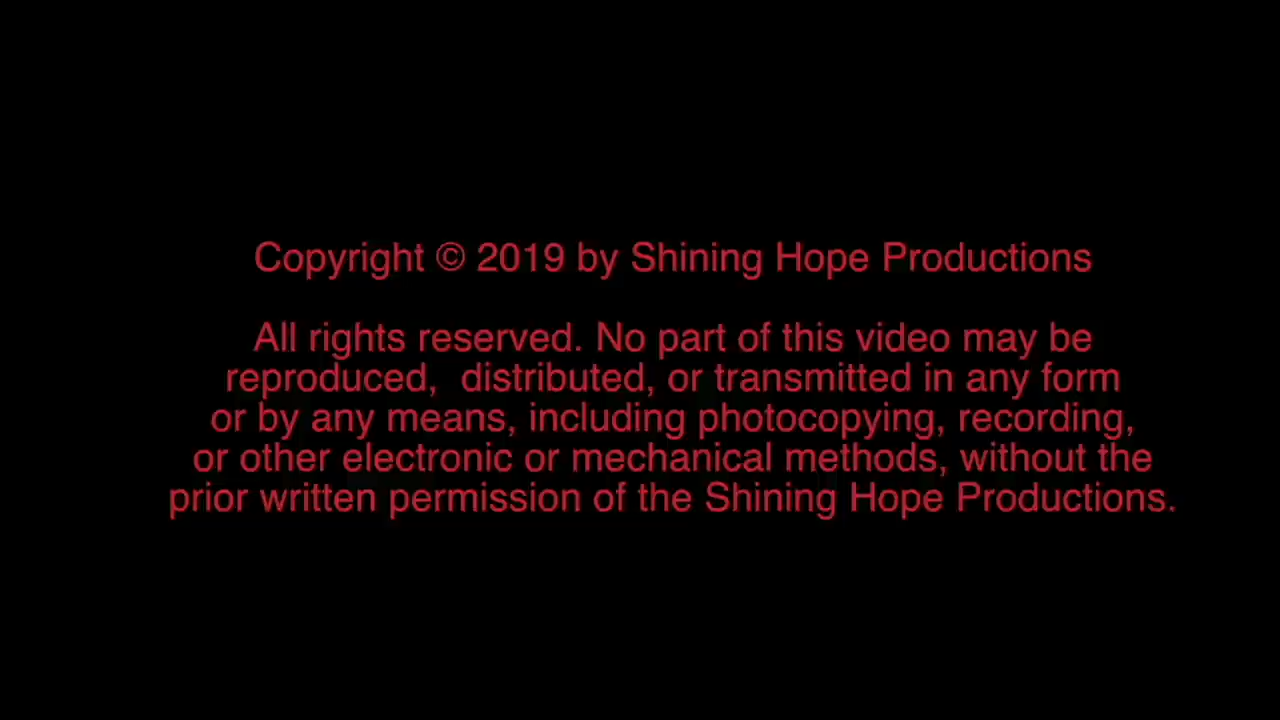 Copyright © 2019 by Shining Hope Productions
All rights reserved. No part of this video may be
reproduced,  distributed, or transmitted in any form
or by any means, including photocopying, recording,
or other electronic or mechanical methods, without the
prior written permission of the Shining Hope Productions.